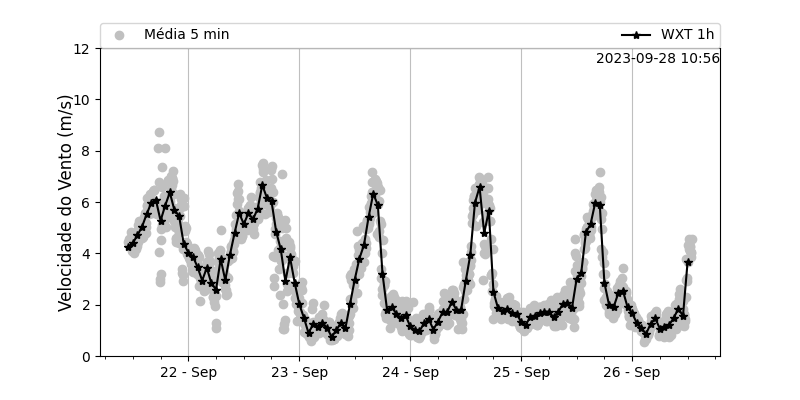 Média 5 min
WXT 1h
2023-09-28 10:56
Velocidade do Vento (m/s)
12
10
8
6
4
2
0
22 - Sep
23 - Sep
24 - Sep
25 - Sep
26 - Sep